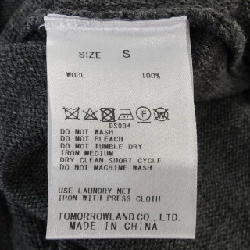 SIZE S
WOOL 100%
DS004
DO NOT WASH
DO NOT BLEACH
DO NOT TUMBLE DRY
IRON MEDIUM
DRY CLEAN SHORT CYCLE
DO NOT MACHINE WASH
USE LAUNDRY NET
IRON WITH PRESS CLOTH
TOMORROWLAND CO., LTD.
MADE IN CHINA